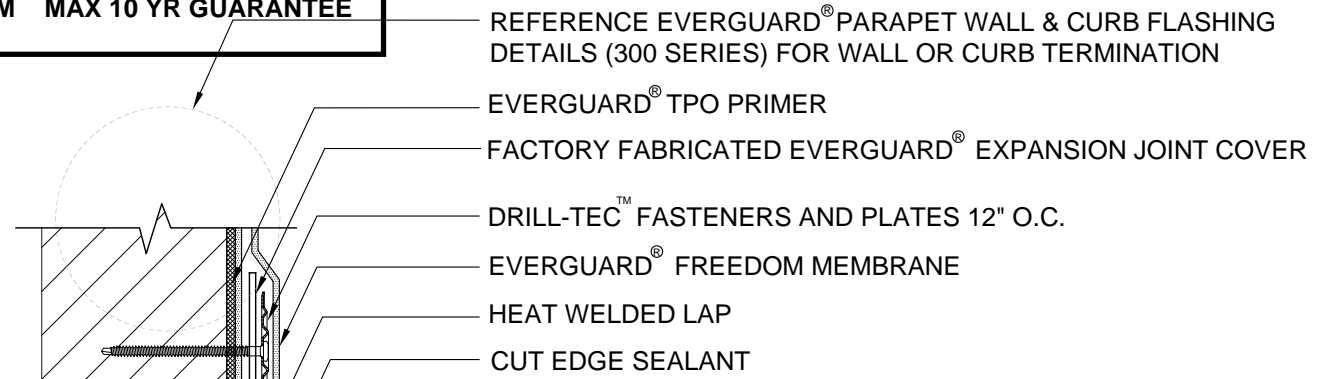 M MAX 10 YR GUARANTEE
REFERENCE EVERGUARD® PARAPET WALL & CURB FLASHING
DETAILS (300 SERIES) FOR WALL OR CURB TERMINATION
EVERGUARD® TPO PRIMER
FACTORY FABRICATED EVERGUARD® EXPANSION JOINT COVER
DRILL-TEC™ FASTENERS AND PLATES 12" O.C.
EVERGUARD® FREEDOM MEMBRANE
HEAT WELDED LAP
CUT EDGE SEALANT